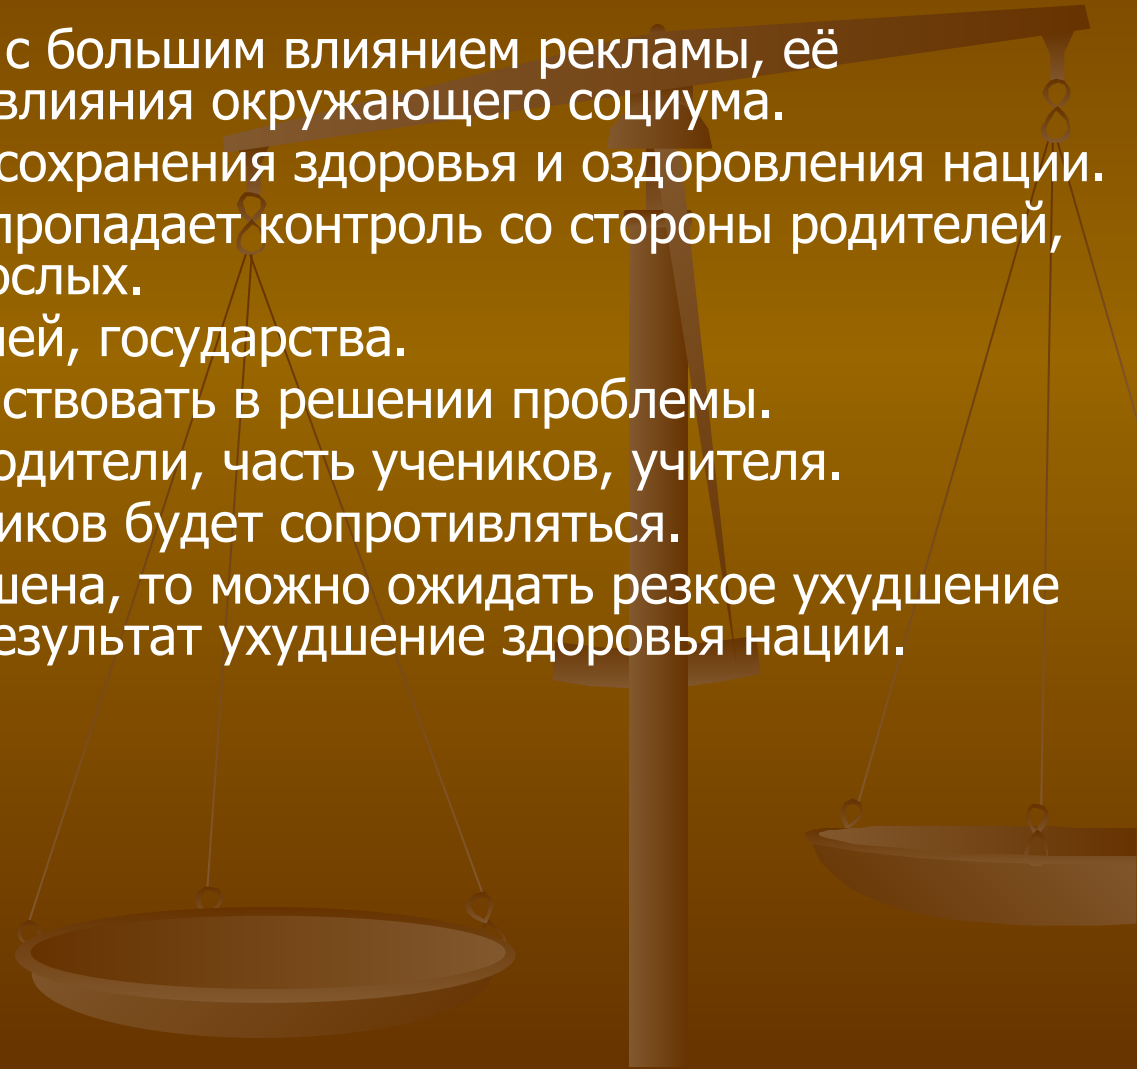 с большим влиянием рекламы, её
влияния окружающего социума.
сохранения здоровья и оздоровления нации.
пропадает контроль со стороны родителей,
ослых.
ей, государства.
ствовать в решении проблемы.
одители, часть учеников, учителя.
иков будет сопротивляться.
шена, то можно ожидать резкое ухудшение
езультат ухудшение здоровья нации.